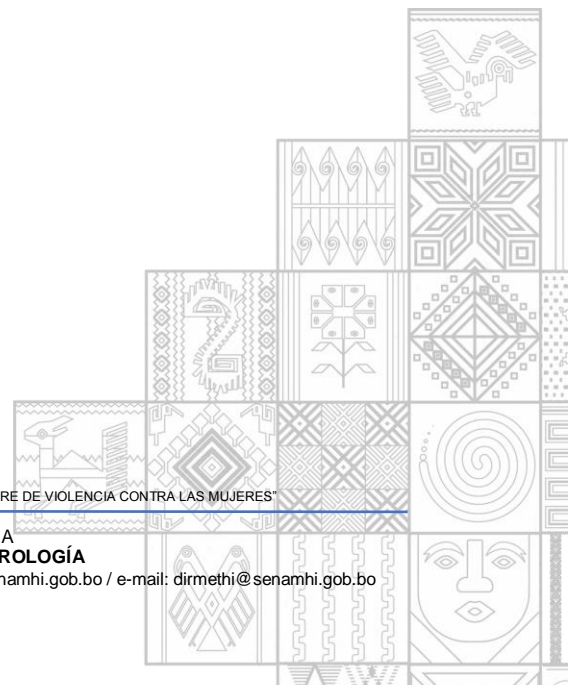 RE DE VIOLENCIA CONTRA LAS MUJERES”
A
ROLOGÍA
namhi.gob.bo / e-mail: dirmethi@senamhi.gob.bo